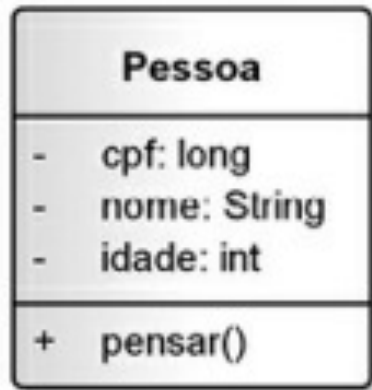 Pessoa
- cpf: long
- nome: String
- idade: int
+ pensar()